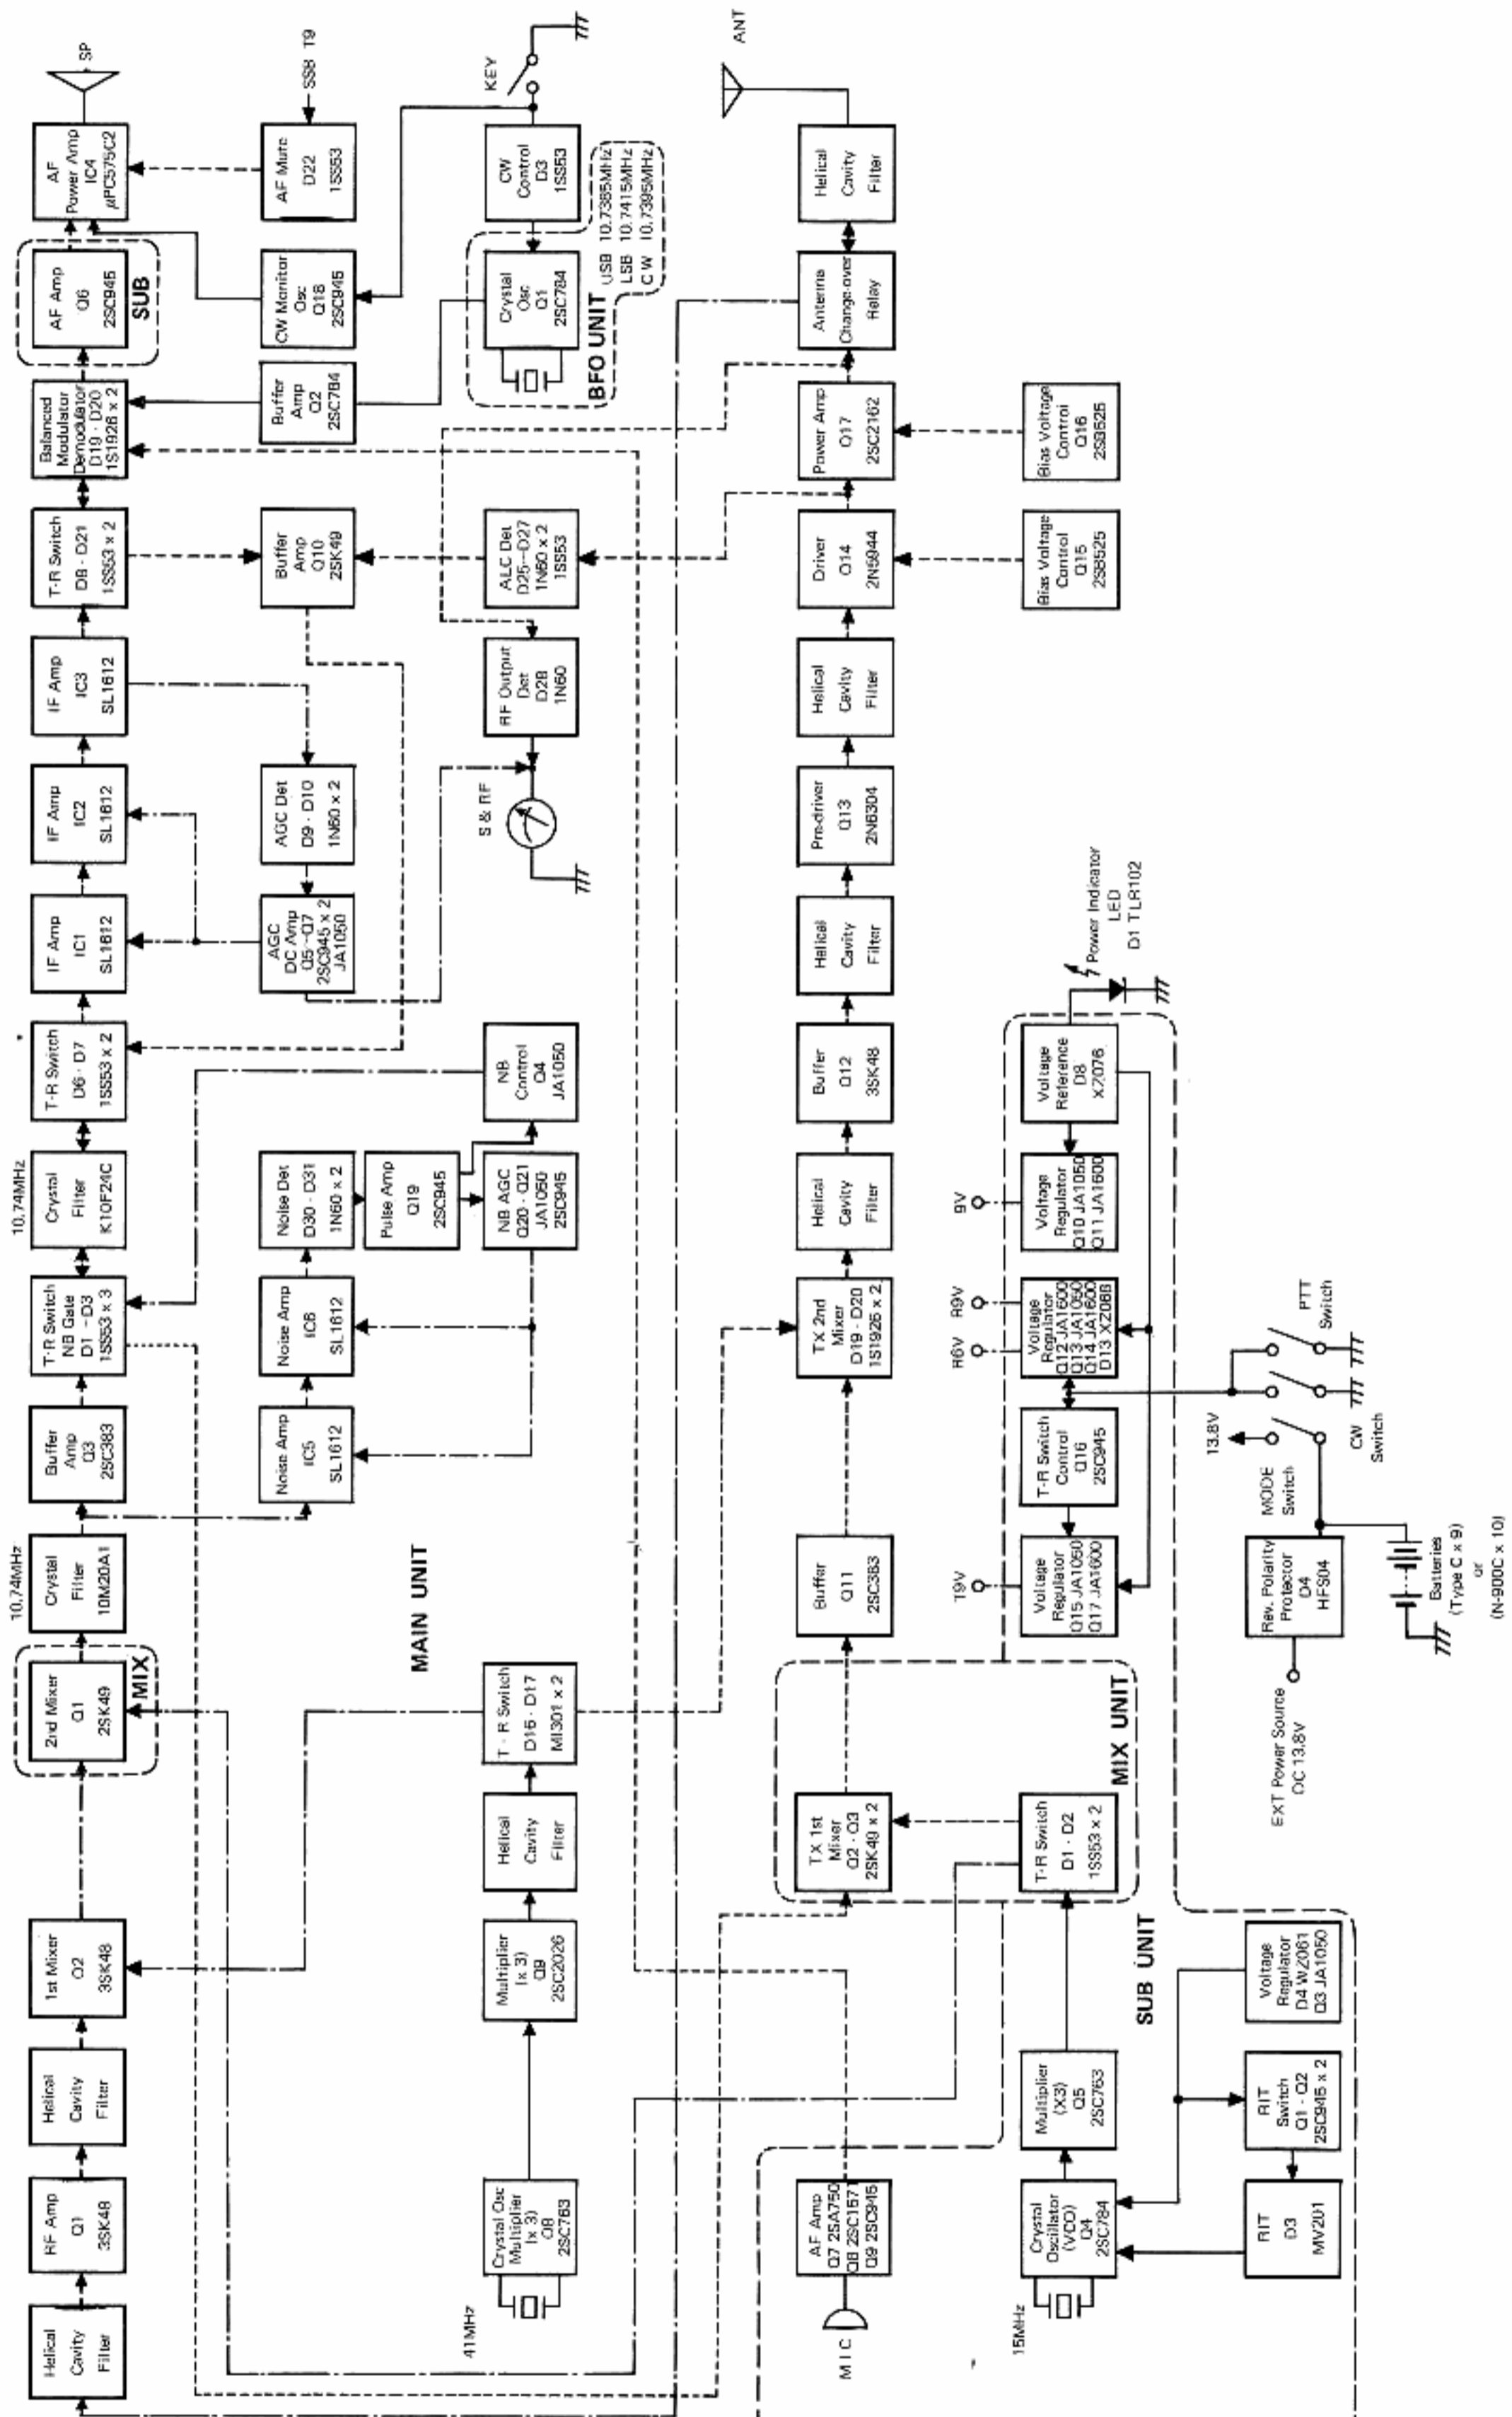 Helical
Cavity
Filter
RF Amp
Q1
3SK48
Helical
Cavity
Filter
1st Mixer
Q2
3SK48
2nd Mixer
Q1
2SK49
MIX
10.74MHz
Crystal
Filter
10M20A1
Buffer
Amp
Q3
2SC383
T-R Switch
NB Gate
D1 - D3
1SS53 x 3
10.74MHz
Crystal
Filter
K10F24C
T-R Switch
D6 · D7
1SS53 x 2
IF Amp
IC1
SL1612
IF Amp
IC2
SL1612
IF Amp
IC3
SL1612
T-R Switch
D8 · D21
1SS53 x 2
Balanced
Modulator
Demodulator
D19 · D20
1S1926 x 2
AF Amp
Q6
2SC945
SUB
AF
Power Amp
IC4
μPC575C2
SP
Noise Amp
IC5
SL1612
Noise Amp
IC6
SL1612
Noise Det
D30 · D31
1N60 x 2
Pulse Amp
Q19
2SC945
NB AGC
Q20 · Q21
JA1050
2SC945
NB
Control
Q4
JA1050
AGC
DC Amp
Q5~Q7
2SC945 x 2
JA1050
AGC Det
D9 · D10
1N60 x 2
Buffer
Amp
Q10
2SK49
Buffer
Amp
Q2
2SC784
CW Monitor
Osc
Q18
2SC945
AF Mute
D22
1SS53
SSB T9
S & RF
RF Output
Det
D28
1N60
ALC Det
D25~D27
1N60 x 2
1SS53
Crystal
Osc
Q1
2SC784
BFO UNIT
CW
Control
D3
1SS53
KEY
USB 10.7385MHz
LSB 10.7415MHz
CW 10.7395MHz
MAIN UNIT
41MHz
Crystal Osc
Multiplier
(x 3)
Q8
2SC763
Multiplier
(x 3)
Q9
2SC2026
Helical
Cavity
Filter
T - R Switch
D16 · D17
MI301 x 2
MIC
AF Amp
Q7 2SA750
Q8 2SC1571
Q9 2SC945
TX 1st
Mixer
Q2 · Q3
2SK49 x 2
Buffer
Q11
2SC383
TX 2nd
Mixer
D19 · D20
1S1926 x 2
Helical
Cavity
Filter
Buffer
Q12
3SK48
Helical
Cavity
Filter
Pre-driver
Q13
2N6304
Helical
Cavity
Filter
Driver
Q14
2N5944
Power Amp
Q17
2SC2162
Antenna
Change-over
Relay
Helical
Cavity
Filter
ANT
Bias Voltage
Control
Q15
2SB525
Bias Voltage
Control
Q16
2SB525
15MHz
Crystal
Oscillator
(VCO)
Q4
2SC784
Multiplier
(X3)
Q5
2SC763
T-R Switch
D1 · D2
1SS53 x 2
MIX UNIT
SUB UNIT
RIT
D3
MV201
RIT
Switch
Q1 · Q2
2SC945 x 2
Voltage
Regulator
D4 WZ061
Q3 JA1050
T9V
Voltage
Regulator
Q15 JA1050
Q17 JA1600
T-R Switch
Control
Q16
2SC945
R6V
R9V
Voltage
Regulator
Q12 JA1600
Q13 JA1050
Q14 JA1600
D13 XZ068
9V
Voltage
Regulator
Q10 JA1050
Q11 JA1600
Voltage
Reference
D8
XZ076
Power Indicator
LED
D1 TLR102
EXT Power Source
DC 13.8V
Rev. Polarity
Protector
D4
HFS04
MODE
Switch
13.8V
CW
Switch
PTT
Switch
Batteries
(Type C x 9)
or
(N-900C x 10)